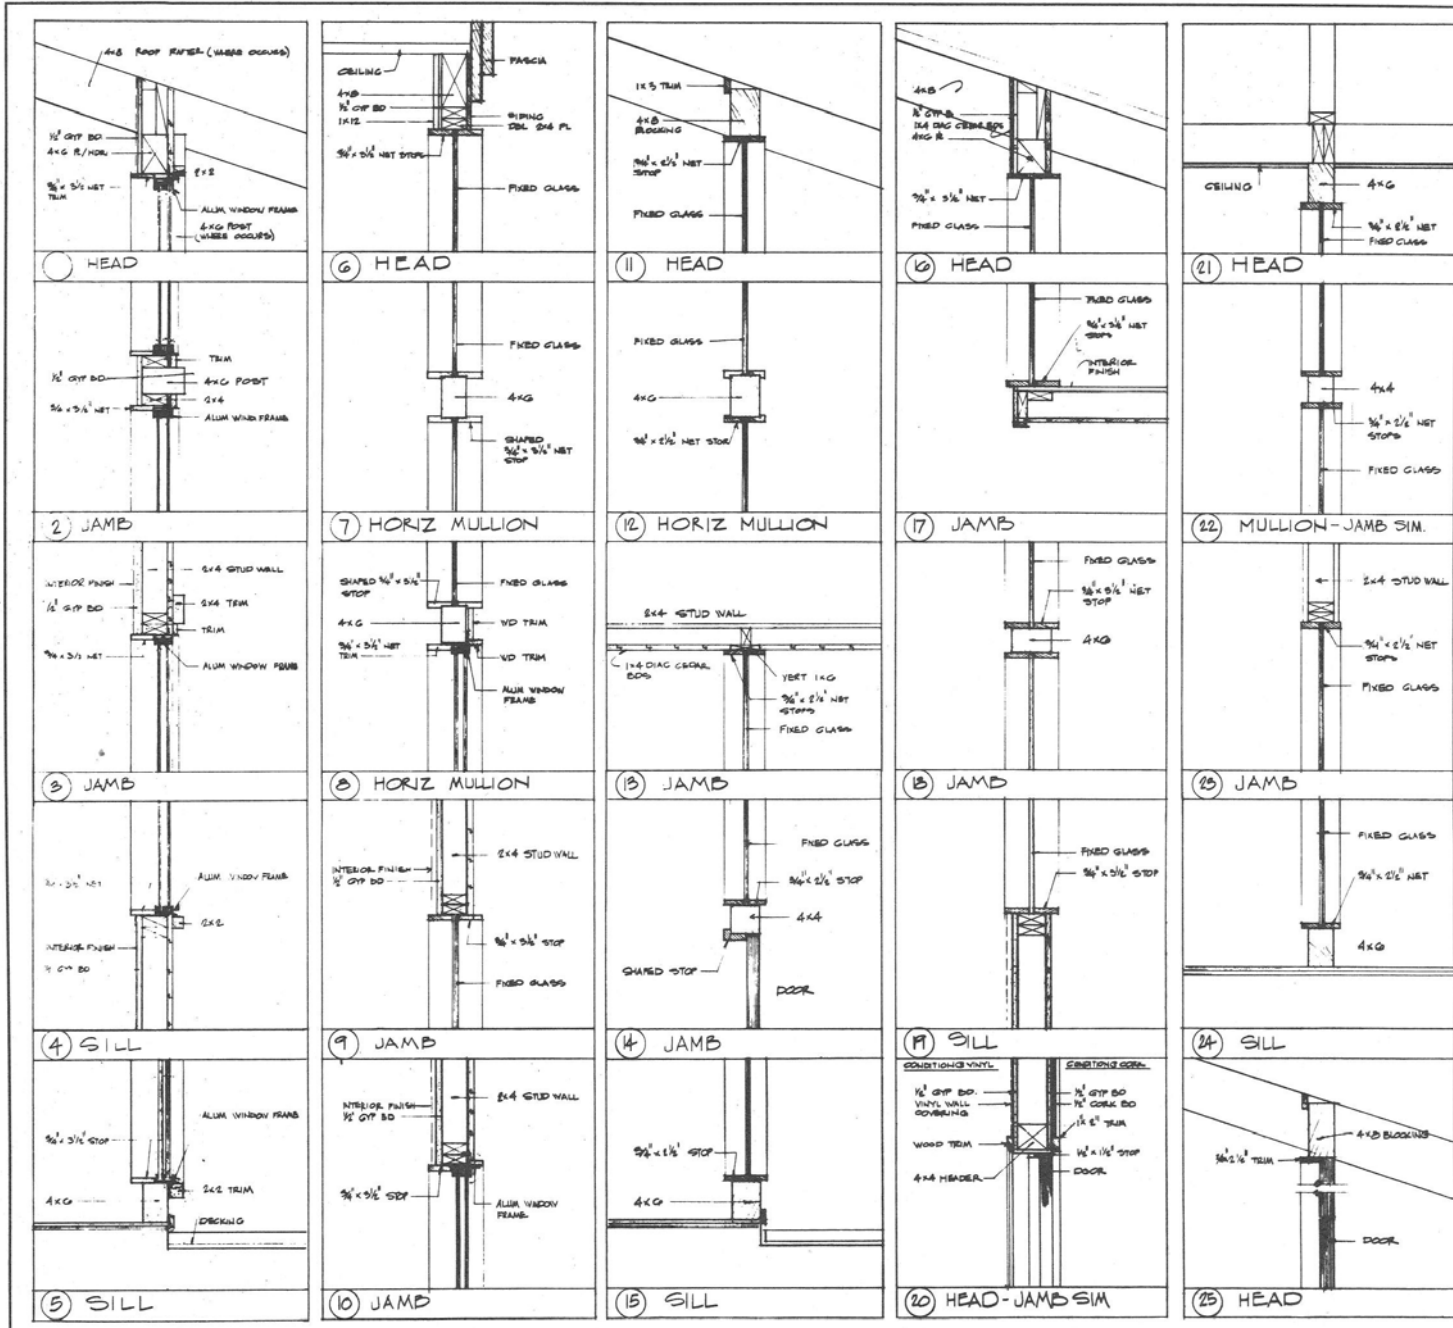 4x8 ROOF RAFTER (WHERE OCCURS)
1/2" GYP BD
4x6 R/HDR.
2x2
3/4" x 3 1/2" NET
TRIM
ALUM WINDOW FRAME
4x6 POST
(WHERE OCCURS)
HEAD
CEILING
FASCIA
4x8
1/2" GYP BD
1x12
SIDING
DBL 2x4 PL
3/4" x 3 1/2" NET STOPS
FIXED GLASS
6 HEAD
1x3 TRIM
4x8
BLOCKING
3/4" x 2 1/2" NET
STOP
FIXED GLASS
11 HEAD
4x8
1/2" GYP B
1x4 DIAG CEDAR BDS
4x6 R
3/4" x 3 1/2" NET
FIXED GLASS
16 HEAD
CEILING
4x6
3/4" x 2 1/2" NET
FIXED GLASS
21 HEAD
TRIM
1/2" GYP BD
4x6 POST
2x4
3/4 x 3 1/2" NET
ALUM WIND FRAME
2 JAMB
FIXED GLASS
4x6
SHAPED
3/4" x 3 1/2" NET
STOP
7 HORIZ MULLION
FIXED GLASS
4x6
3/4" x 2 1/2" NET STOP
12 HORIZ MULLION
FIXED GLASS
3/4" x 3 1/2" NET
STOPS
INTERIOR
FINISH
17 JAMB
4x4
3/4" x 2 1/2" NET
STOPS
FIXED GLASS
22 MULLION-JAMB SIM.
2x4 STUD WALL
INTERIOR FINISH
1/2" GYP BD
2x4 TRIM
TRIM
3/4 x 3 1/2 NET
ALUM WINDOW FRAME
3 JAMB
SHAPED 3/4" x 3 1/2"
STOP
FIXED GLASS
4x6
WD TRIM
3/4" x 3 1/2" NET
TRIM
WD TRIM
ALUM WINDOW
FRAME
8 HORIZ MULLION
2x4 STUD WALL
1x4 DIAG CEDAR
BDS
VERT 1x6
3/4" x 2 1/2" NET
STOPS
FIXED GLASS
13 JAMB
FIXED GLASS
3/4 x 3 1/2" NET
STOP
4x6
18 JAMB
2x4 STUD WALL
3/4" x 2 1/2" NET
STOPS
FIXED GLASS
23 JAMB
3 1/2" NET
ALUM WINDOW FRAME
2x2
INTERIOR FINISH
GYP BD
4 SILL
2x4 STUD WALL
INTERIOR FINISH
1/2" GYP BD
3/4" x 3 1/2" STOP
FIXED GLASS
9 JAMB
FIXED GLASS
3/4" x 2 1/2" STOP
4x4
SHAPED STOP
DOOR
14 JAMB
FIXED GLASS
3/4" x 3 1/2" STOP
19 SILL
FIXED GLASS
3/4" x 2 1/2" NET
4x6
24 SILL
ALUM WINDOW FRAME
3/4" x 3 1/2" STOP
4x6
2x2 TRIM
DECKING
5 SILL
INTERIOR FINISH
1/2" GYP BD
2x4 STUD WALL
3/4" x 3 1/2" STOP
ALUM WINDOW
FRAME
10 JAMB
3/4" x 2 1/2" STOP
4x6
15 SILL
CONDITION @ VINYL
CONDITION @ CORK
1/2" GYP BD.
VINYL WALL
COVERING
1/2" GYP BD
1/2" CORK BD
1" x 2" TRIM
WOOD TRIM
1/2" x 1 1/2" STOP
DOOR
4x4 HEADER
20 HEAD-JAMB SIM
4x8 BLOCKING
3/4" 2 1/2" TRIM
DOOR
25 HEAD